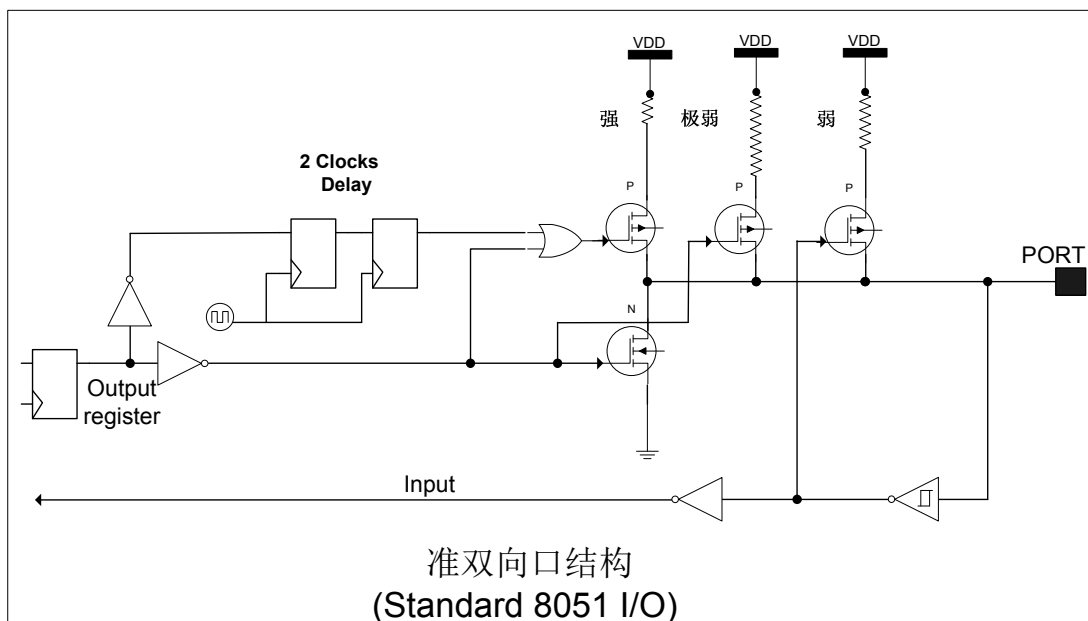 VDD
VDD
VDD
强
极弱
弱
2 Clocks
Delay
P
P
P
PORT
N
Output
register
Input
准双向口结构
(Standard 8051 I/O)